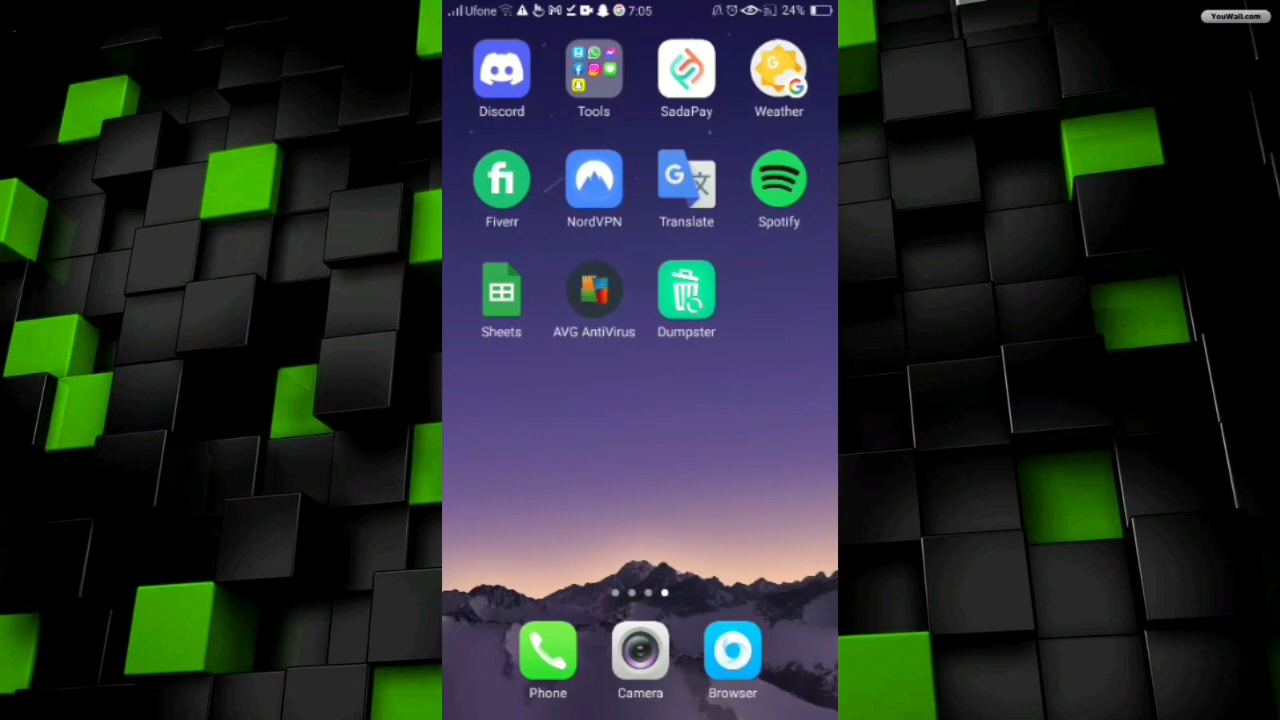 YouWall.com
Ufone 7:05 24%
Discord Tools SadaPay Weather
Fiverr NordVPN Translate Spotify
Sheets AVG AntiVirus Dumpster
Phone Camera Browser